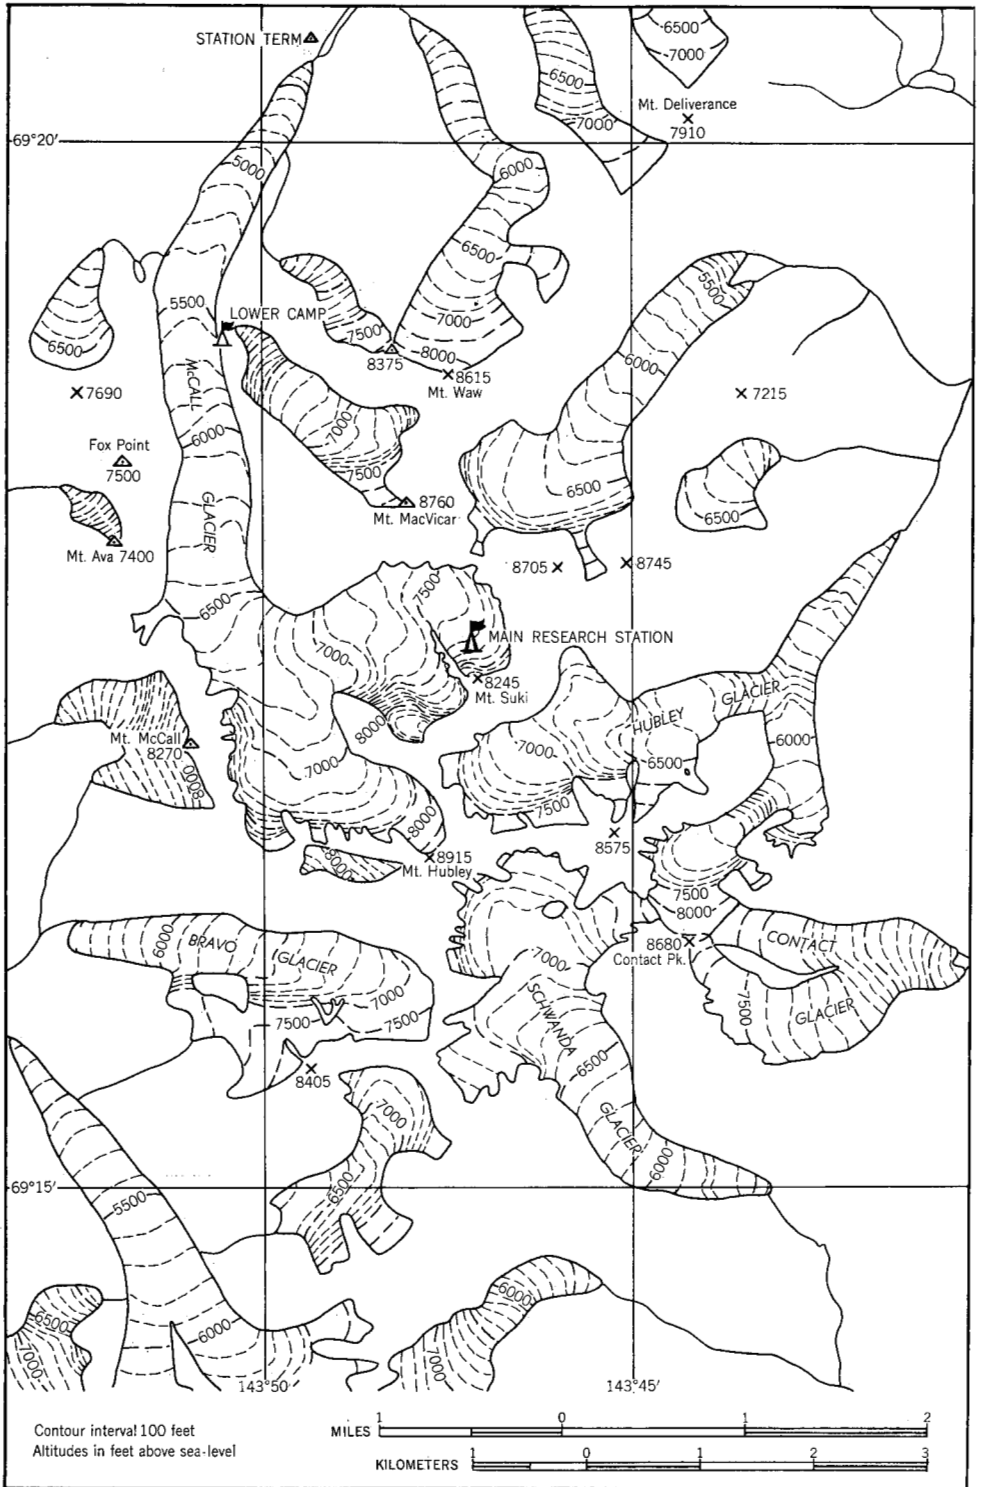 STATION TERM
6500
7000
6500
Mt. Deliverance
7910
7000
69°20'
6000
5000
6500
5500
5500
LOWER CAMP
7000
7500
8000
6500
8375
8615
Mt. Waw
6000
McCALL
7690
7215
7000
6000
Fox Point
7500
7500
6500
6500
8760
Mt. MacVicar
GLACIER
Mt. Ava 7400
8705
8745
7500
6500
MAIN RESEARCH STATION
7000
8245
Mt. Suki
GLACIER
HUBLEY
8000
Mt. McCall
8270
7000
6000
7000
6500
8000
7500
8000
8575
8000
8915
Mt. Hubley
7500
8000
6000
BRAVO
GLACIER
8680
Contact Pk.
CONTACT
7000
7000
7500
7500
7500
GLACIER
SCHWANDA
8405
6500
7000
GLACIER
6000
6500
69°15'
5500
6000
6500
6000
7000
7000
143°50'
143°45'
Contour interval 100 feet
Altitudes in feet above sea-level
1 0 1 2
MILES
KILOMETERS
1 0 1 2 3